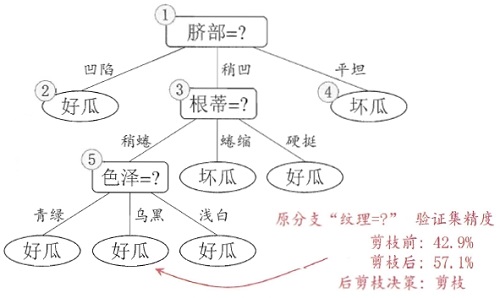 ①
脐部=?
凹陷
稍凹
平坦
②
好瓜
③
根蒂=?
④
坏瓜
稍蜷
蜷缩
硬挺
⑤
色泽=?
坏瓜
好瓜
青绿
乌黑
浅白
好瓜
好瓜
好瓜
原分支“纹理=?” 验证集精度
剪枝前: 42.9%
剪枝后: 57.1%
后剪枝决策: 剪枝